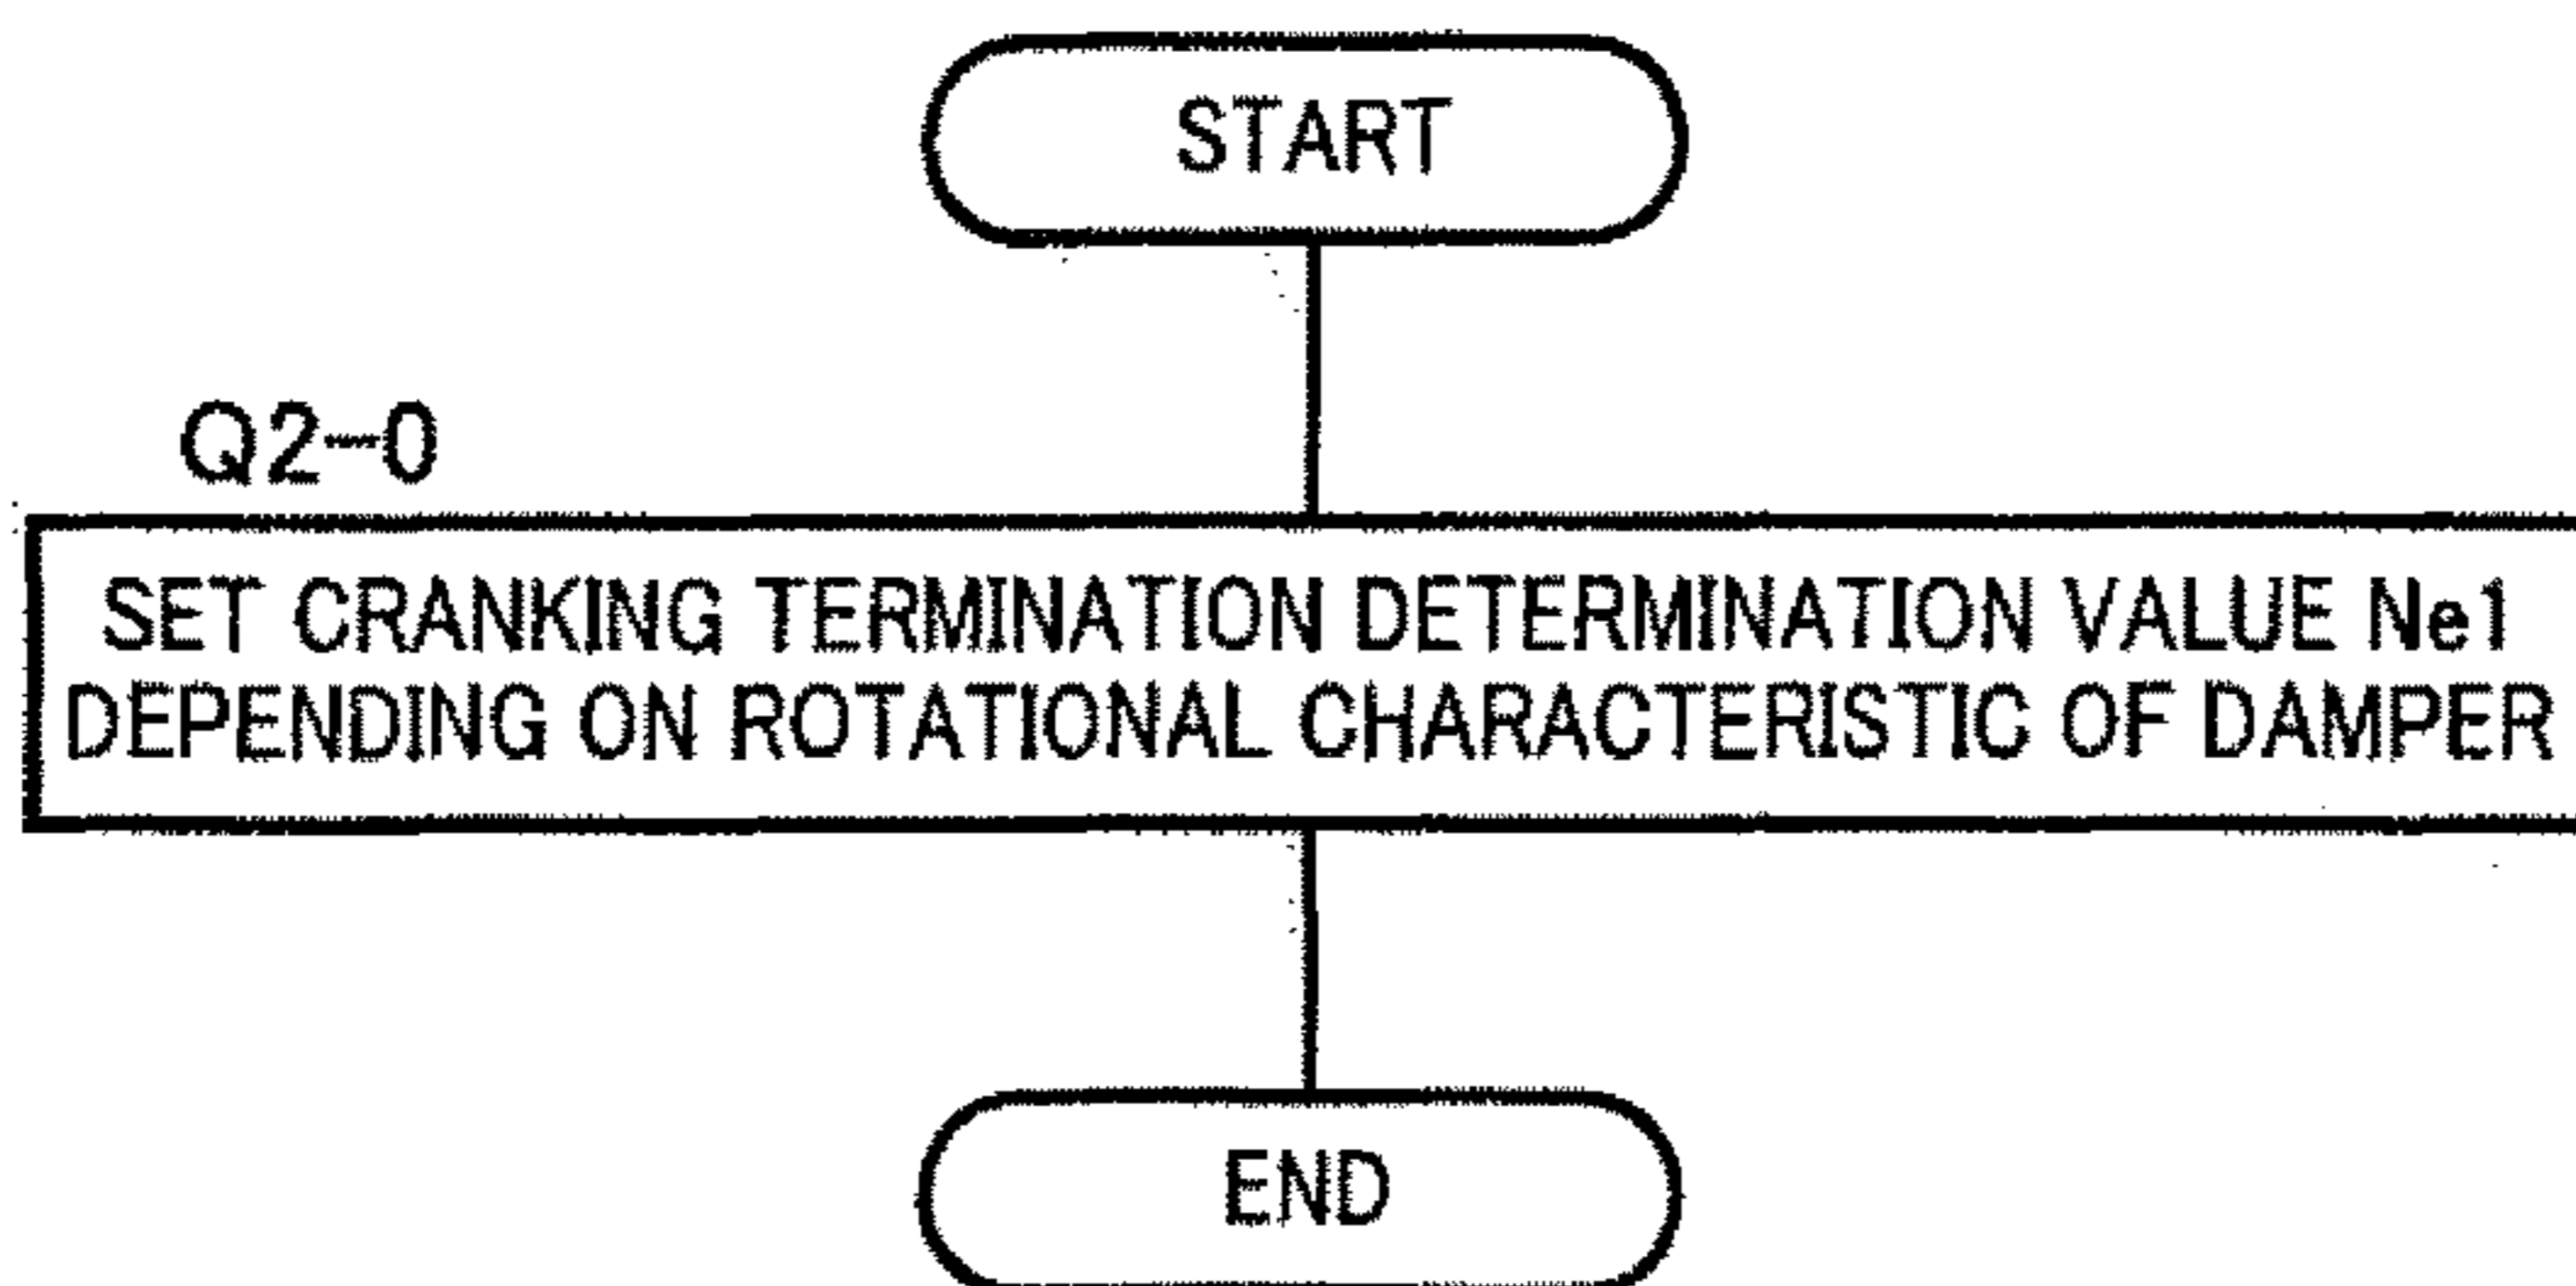 START
Q2-0
SET CRANKING TERMINATION DETERMINATION VALUE Ne1
DEPENDING ON ROTATIONAL CHARACTERISTIC OF DAMPER
END